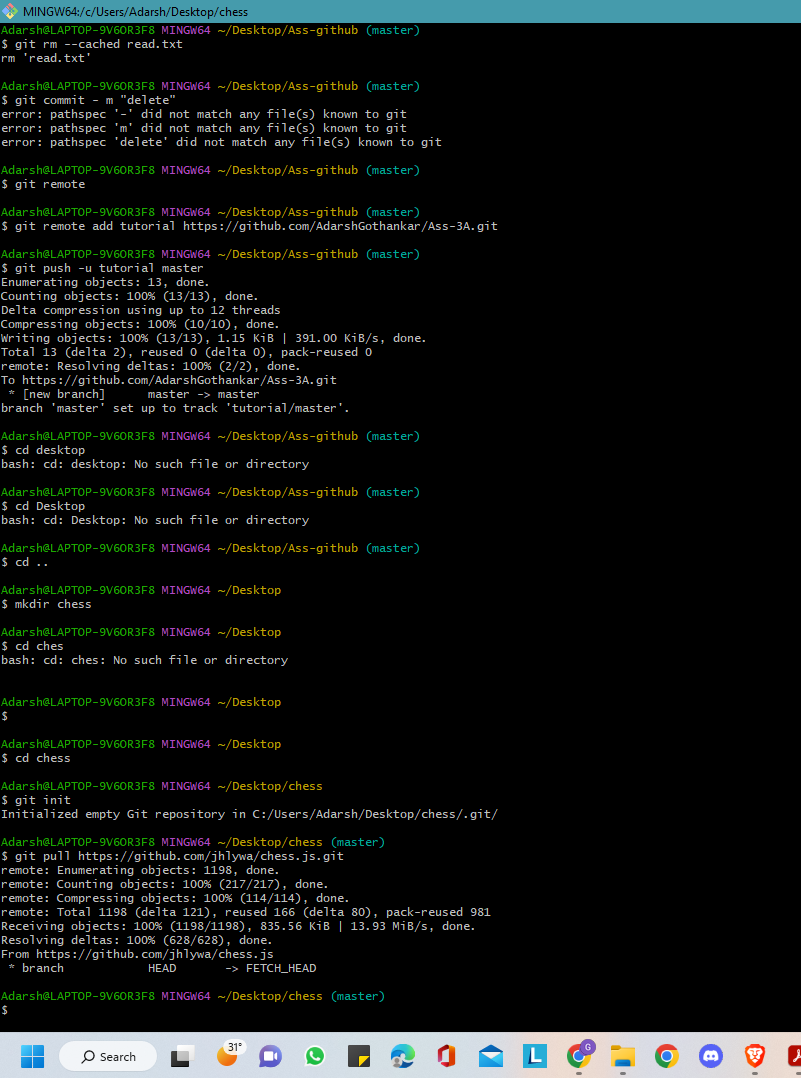 MINGW64:/c/Users/Adarsh/Desktop/chess
Adarsh@LAPTOP-9V6OR3F8 MINGW64 ~/Desktop/Ass-github (master)
$ git rm --cached read.txt
rm 'read.txt'
Adarsh@LAPTOP-9V6OR3F8 MINGW64 ~/Desktop/Ass-github (master)
$ git commit - m "delete"
error: pathspec '-' did not match any file(s) known to git
error: pathspec 'm' did not match any file(s) known to git
error: pathspec 'delete' did not match any file(s) known to git
Adarsh@LAPTOP-9V6OR3F8 MINGW64 ~/Desktop/Ass-github (master)
$ git remote
Adarsh@LAPTOP-9V6OR3F8 MINGW64 ~/Desktop/Ass-github (master)
$ git remote add tutorial https://github.com/AdarshGothankar/Ass-3A.git
Adarsh@LAPTOP-9V6OR3F8 MINGW64 ~/Desktop/Ass-github (master)
$ git push -u tutorial master
Enumerating objects: 13, done.
Counting objects: 100% (13/13), done.
Delta compression using up to 12 threads
Compressing objects: 100% (10/10), done.
Writing objects: 100% (13/13), 1.15 KiB | 391.00 KiB/s, done.
Total 13 (delta 2), reused 0 (delta 0), pack-reused 0
remote: Resolving deltas: 100% (2/2), done.
To https://github.com/AdarshGothankar/Ass-3A.git
 * [new branch]      master -> master
branch 'master' set up to track 'tutorial/master'.
Adarsh@LAPTOP-9V6OR3F8 MINGW64 ~/Desktop/Ass-github (master)
$ cd desktop
bash: cd: desktop: No such file or directory
Adarsh@LAPTOP-9V6OR3F8 MINGW64 ~/Desktop/Ass-github (master)
$ cd Desktop
bash: cd: Desktop: No such file or directory
Adarsh@LAPTOP-9V6OR3F8 MINGW64 ~/Desktop/Ass-github (master)
$ cd ..
Adarsh@LAPTOP-9V6OR3F8 MINGW64 ~/Desktop
$ mkdir chess
Adarsh@LAPTOP-9V6OR3F8 MINGW64 ~/Desktop
$ cd ches
bash: cd: ches: No such file or directory
Adarsh@LAPTOP-9V6OR3F8 MINGW64 ~/Desktop
$
Adarsh@LAPTOP-9V6OR3F8 MINGW64 ~/Desktop
$ cd chess
Adarsh@LAPTOP-9V6OR3F8 MINGW64 ~/Desktop/chess
$ git init
Initialized empty Git repository in C:/Users/Adarsh/Desktop/chess/.git/
Adarsh@LAPTOP-9V6OR3F8 MINGW64 ~/Desktop/chess (master)
$ git pull https://github.com/jhlywa/chess.js.git
remote: Enumerating objects: 1198, done.
remote: Counting objects: 100% (217/217), done.
remote: Compressing objects: 100% (114/114), done.
remote: Total 1198 (delta 121), reused 166 (delta 80), pack-reused 981
Receiving objects: 100% (1198/1198), 835.56 KiB | 13.93 MiB/s, done.
Resolving deltas: 100% (628/628), done.
From https://github.com/jhlywa/chess.js
 * branch            HEAD       -> FETCH_HEAD
Adarsh@LAPTOP-9V6OR3F8 MINGW64 ~/Desktop/chess (master)
$
Search
31°
L
G